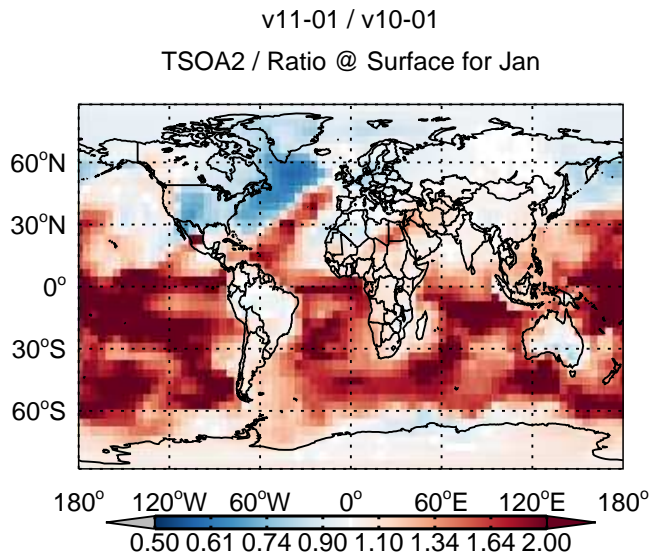 v11-01 / v10-01
TSOA2 / Ratio @ Surface for Jan
60°N
30°N
0°
30°S
60°S
180° 120°W 60°W 0° 60°E 120°E 180°
0.50 0.61 0.74 0.90 1.10 1.34 1.64 2.00